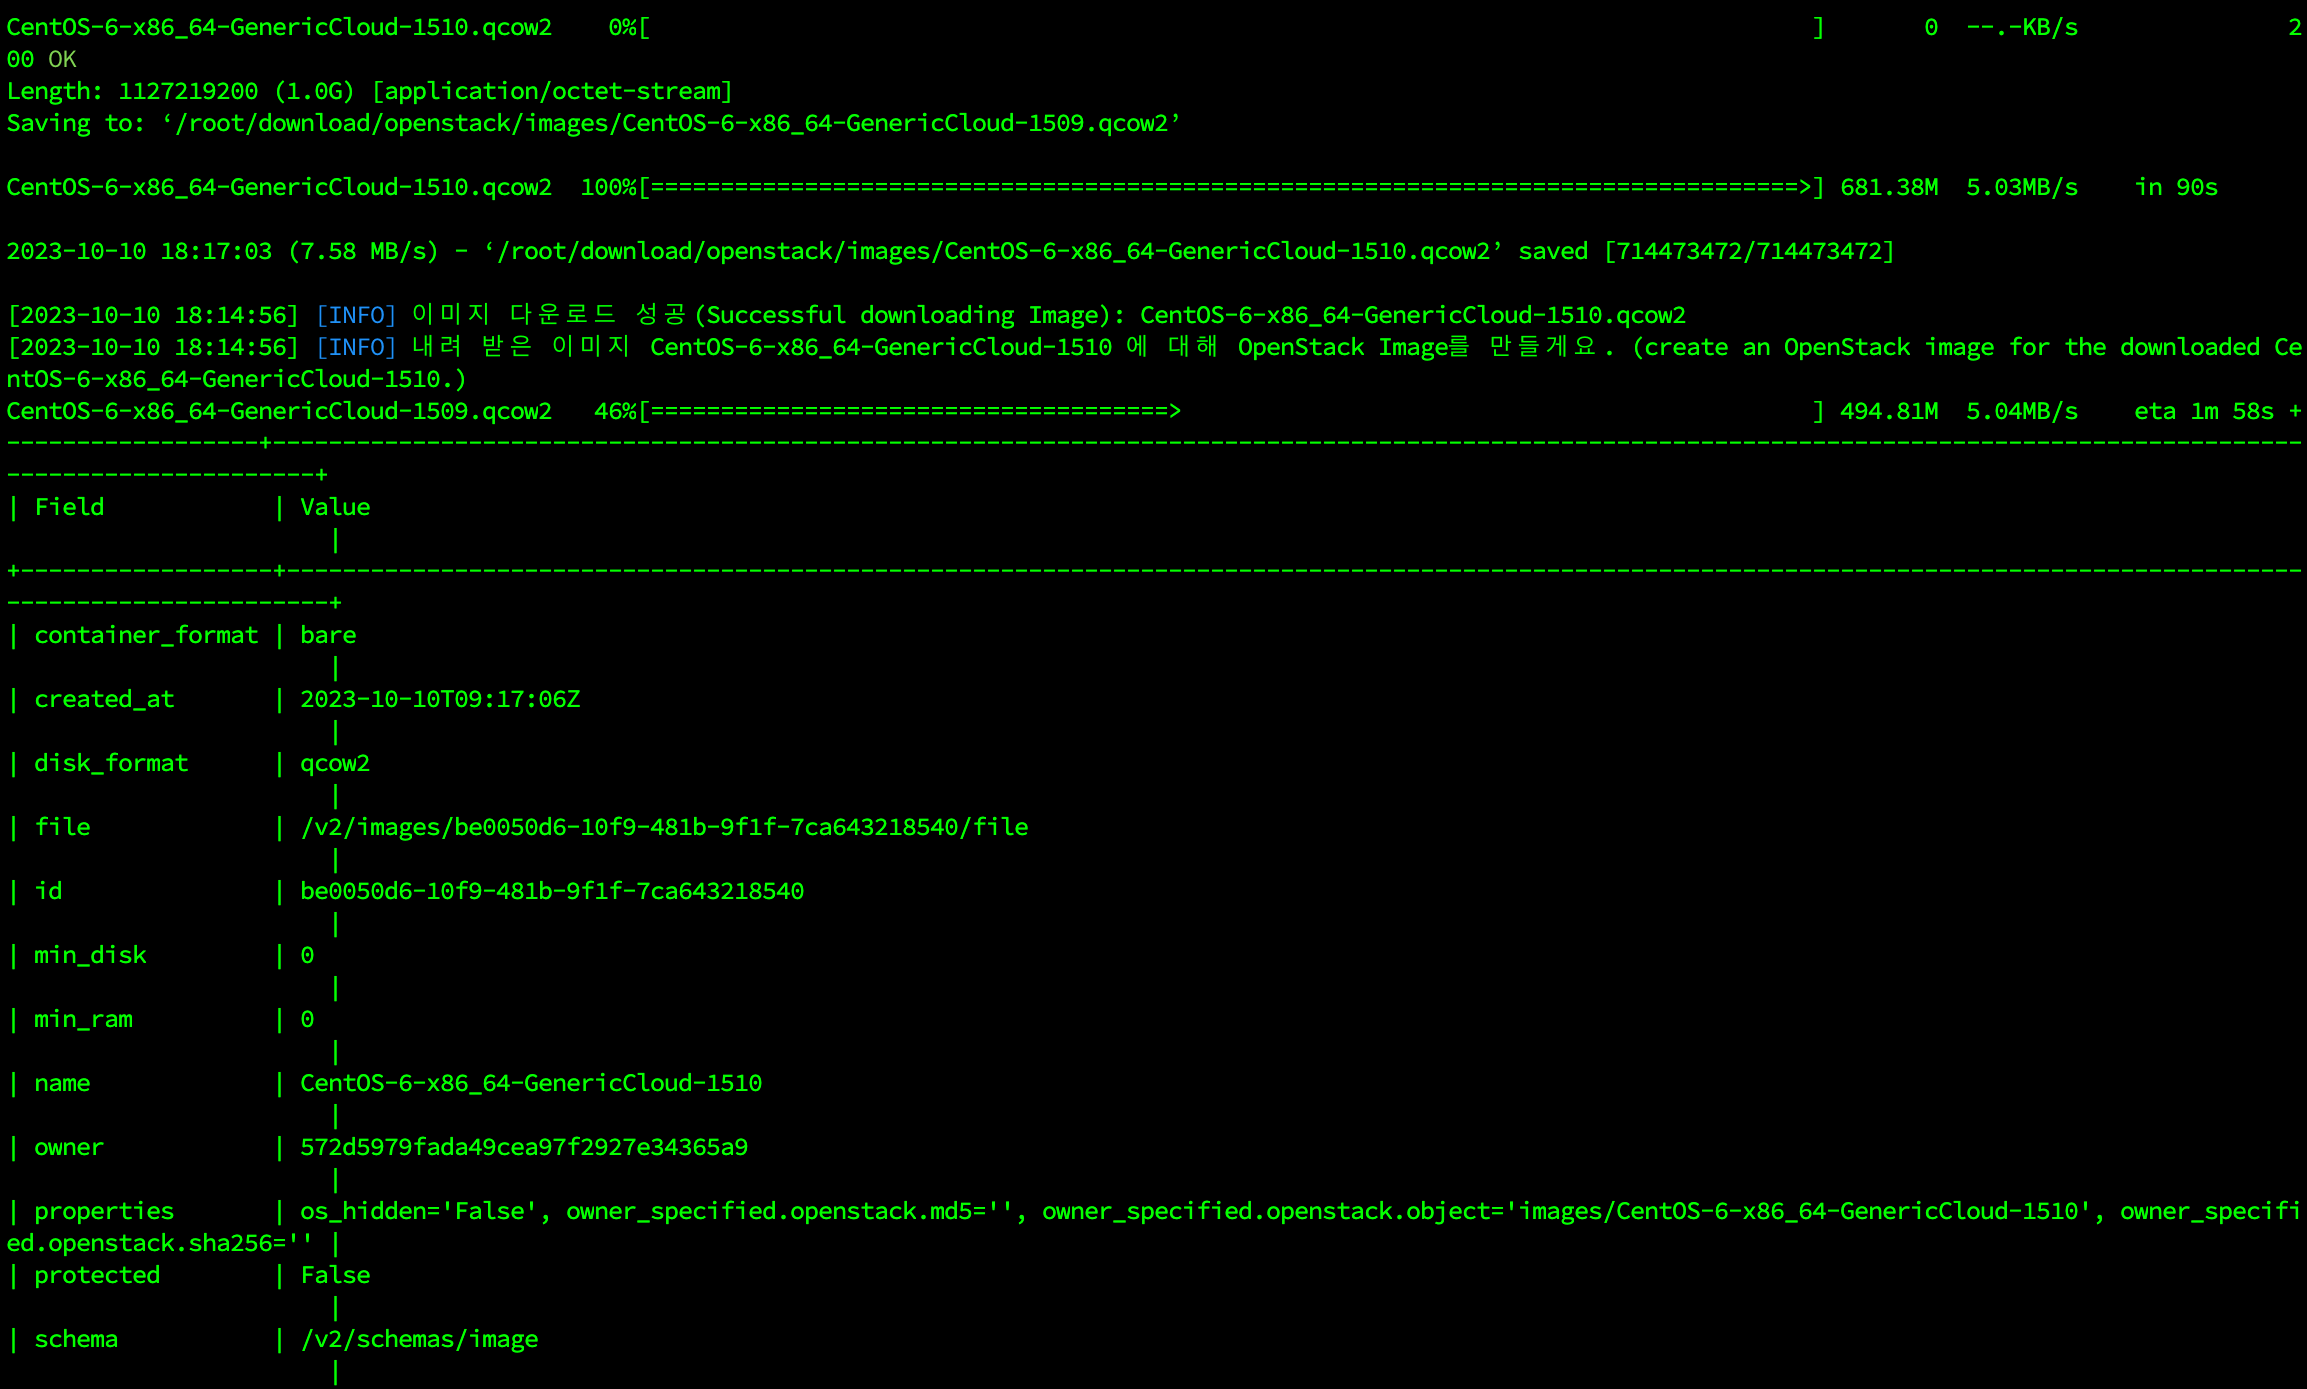 CentOS-6-x86_64-GenericCloud-1510.qcow2    0%[                                                                                   ]       0  --.-KB/s               2
00 OK
Length: 1127219200 (1.0G) [application/octet-stream]
Saving to: ‘/root/download/openstack/images/CentOS-6-x86_64-GenericCloud-1509.qcow2’

CentOS-6-x86_64-GenericCloud-1510.qcow2  100%[==================================================================================>] 681.38M  5.03MB/s    in 90s

2023-10-10 18:17:03 (7.58 MB/s) - ‘/root/download/openstack/images/CentOS-6-x86_64-GenericCloud-1510.qcow2’ saved [714473472/714473472]

[2023-10-10 18:14:56] [INFO] 이미지 다운로드 성공(Successful downloading Image): CentOS-6-x86_64-GenericCloud-1510.qcow2
[2023-10-10 18:14:56] [INFO] 내려 받은 이미지 CentOS-6-x86_64-GenericCloud-1510 에 대해 OpenStack Image를 만들게요. (create an OpenStack image for the downloaded Ce
ntOS-6-x86_64-GenericCloud-1510.)
CentOS-6-x86_64-GenericCloud-1509.qcow2   46%[=====================================>                                             ] 494.81M  5.04MB/s    eta 1m 58s +
------------------+-------------------------------------------------------------------------------------------------------------------------------------------------
----------------------+
| Field            | Value
                       |
+------------------+------------------------------------------------------------------------------------------------------------------------------------------------
-----------------------+
| container_format | bare
                       |
| created_at       | 2023-10-10T09:17:06Z
                       |
| disk_format      | qcow2
                       |
| file             | /v2/images/be0050d6-10f9-481b-9f1f-7ca643218540/file
                       |
| id               | be0050d6-10f9-481b-9f1f-7ca643218540
                       |
| min_disk         | 0
                       |
| min_ram          | 0
                       |
| name             | CentOS-6-x86_64-GenericCloud-1510
                       |
| owner            | 572d5979fada49cea97f2927e34365a9
                       |
| properties       | os_hidden='False', owner_specified.openstack.md5='', owner_specified.openstack.object='images/CentOS-6-x86_64-GenericCloud-1510', owner_specifi
ed.openstack.sha256='' |
| protected        | False
                       |
| schema           | /v2/schemas/image
                       |